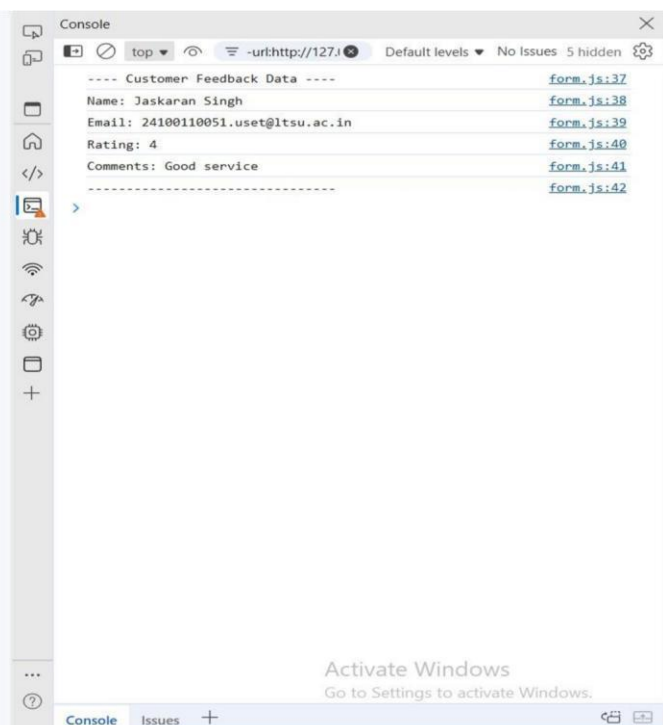 Console
top -url:http://127.( Default levels No Issues 5 hidden
---- Customer Feedback Data ---- form.js:37
Name: Jaskaran Singh form.js:38
Email: 24100110051.uset@ltsu.ac.in form.js:39
Rating: 4 form.js:40
Comments: Good service form.js:41
-------------------------------- form.js:42
Activate Windows
Go to Settings to activate Windows.
Console Issues